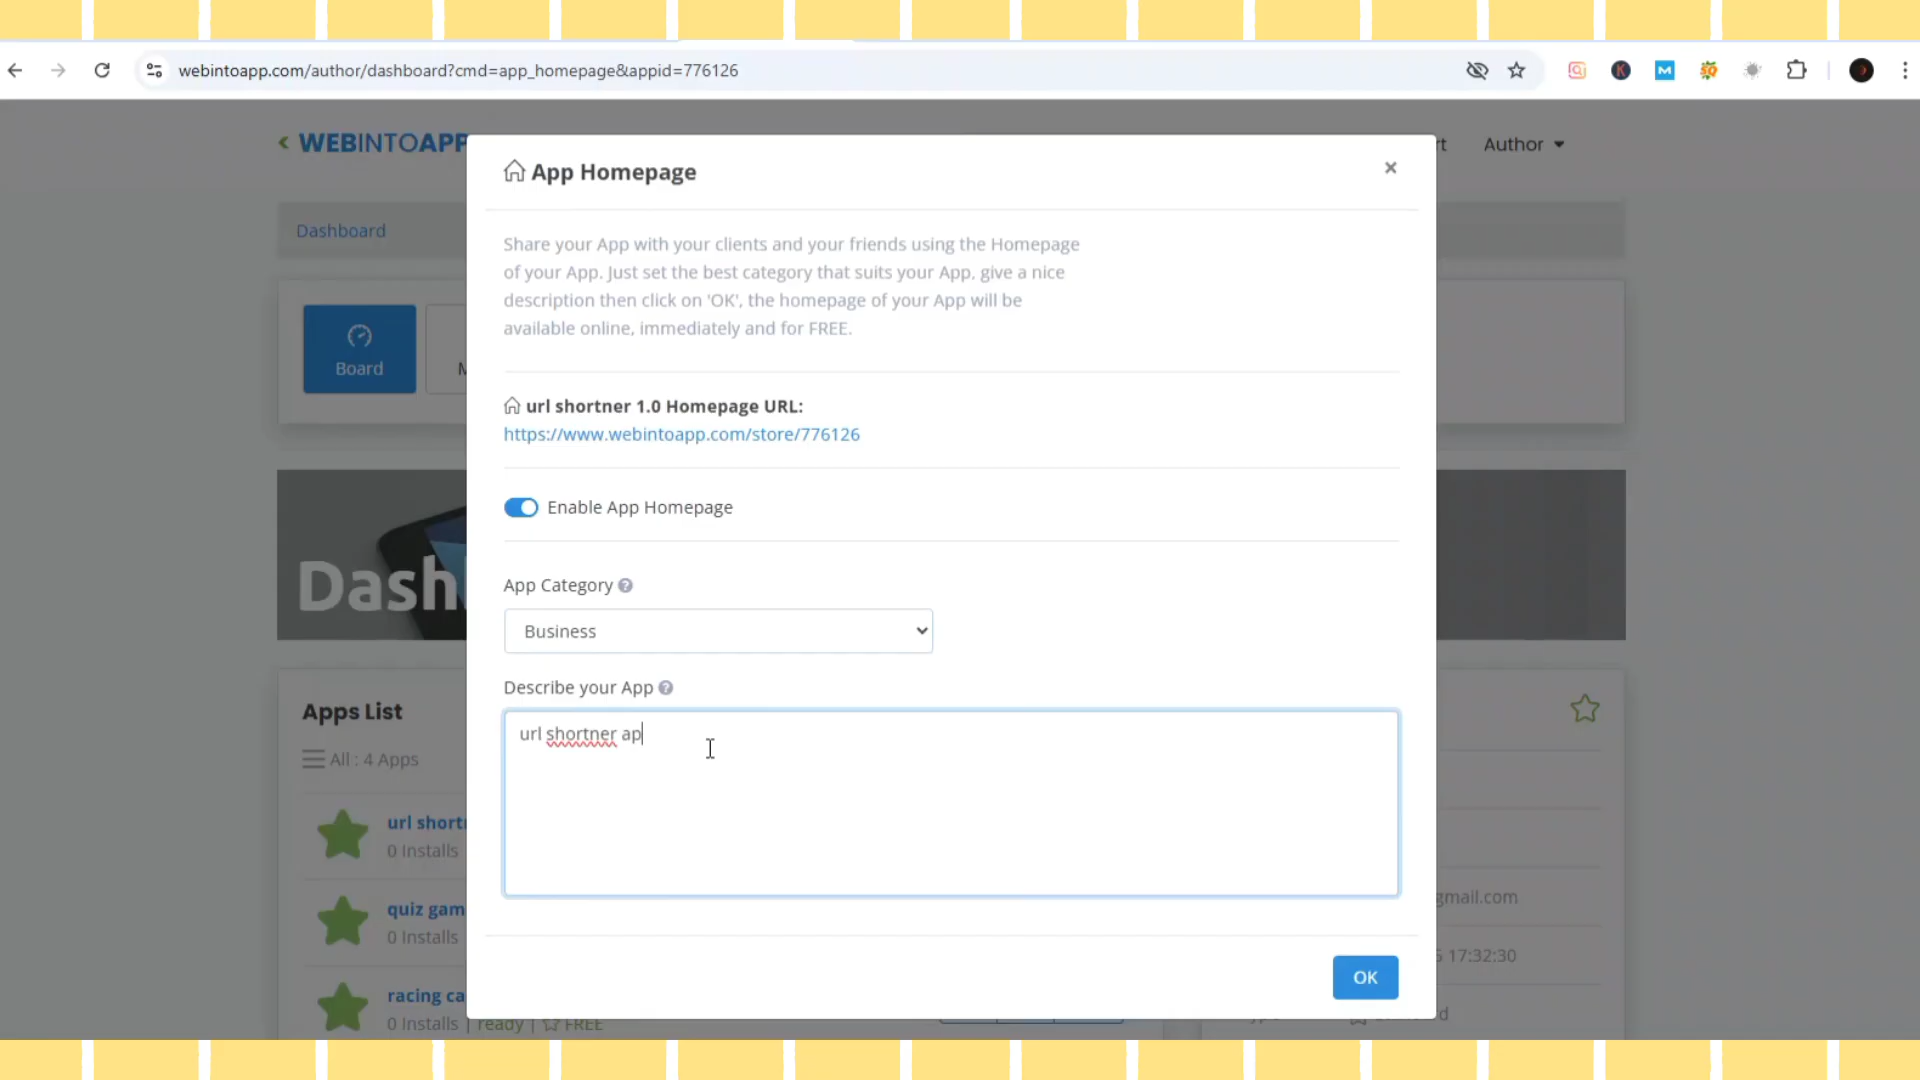 webintoapp.com/author/dashboard?cmd=app_homepage&appid=776126
WEBINTOAPP
Author
App Homepage
×
Dashboard
Share your App with your clients and your friends using the Homepage
of your App. Just set the best category that suits your App, give a nice
description then click on 'OK', the homepage of your App will be
available online, immediately and for FREE.
Board
url shortner 1.0 Homepage URL:
https://www.webintoapp.com/store/776126
Enable App Homepage
Dash
App Category
Business
Describe your App
url shortner ap
Apps List
All : 4 Apps
url shortn
0 Installs
quiz gam
0 Installs
gmail.com
17:32:30
racing ca
0 Installs | ready | FREE
OK